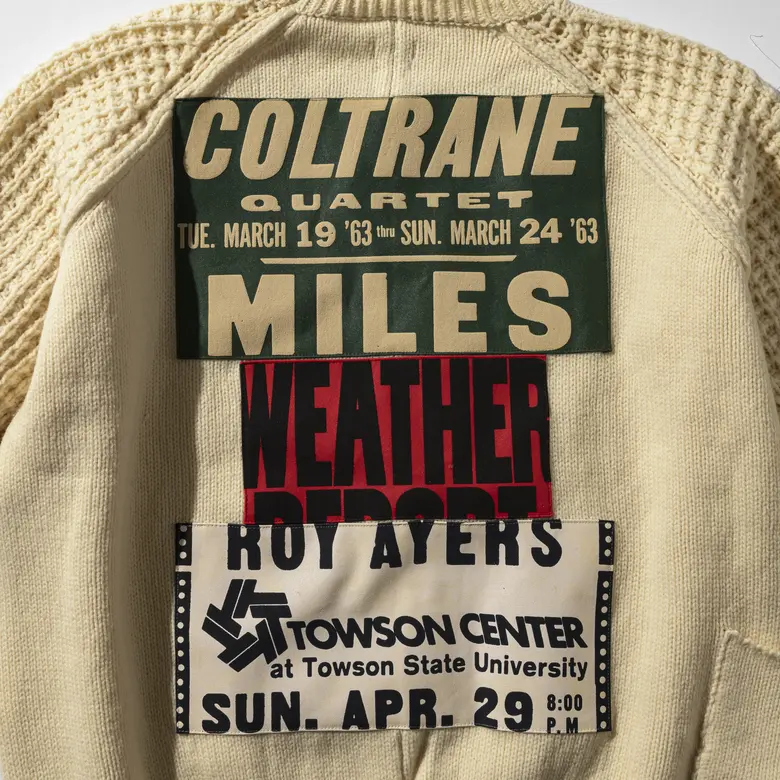 COLTRANE
QUARTET
TUE. MARCH 19 '63 thru SUN. MARCH 24 '63
MILES
WEATHER
REPORT
ROY AYERS
TOWSON CENTER
at Towson State University
SUN. APR. 29 8:00 P.M